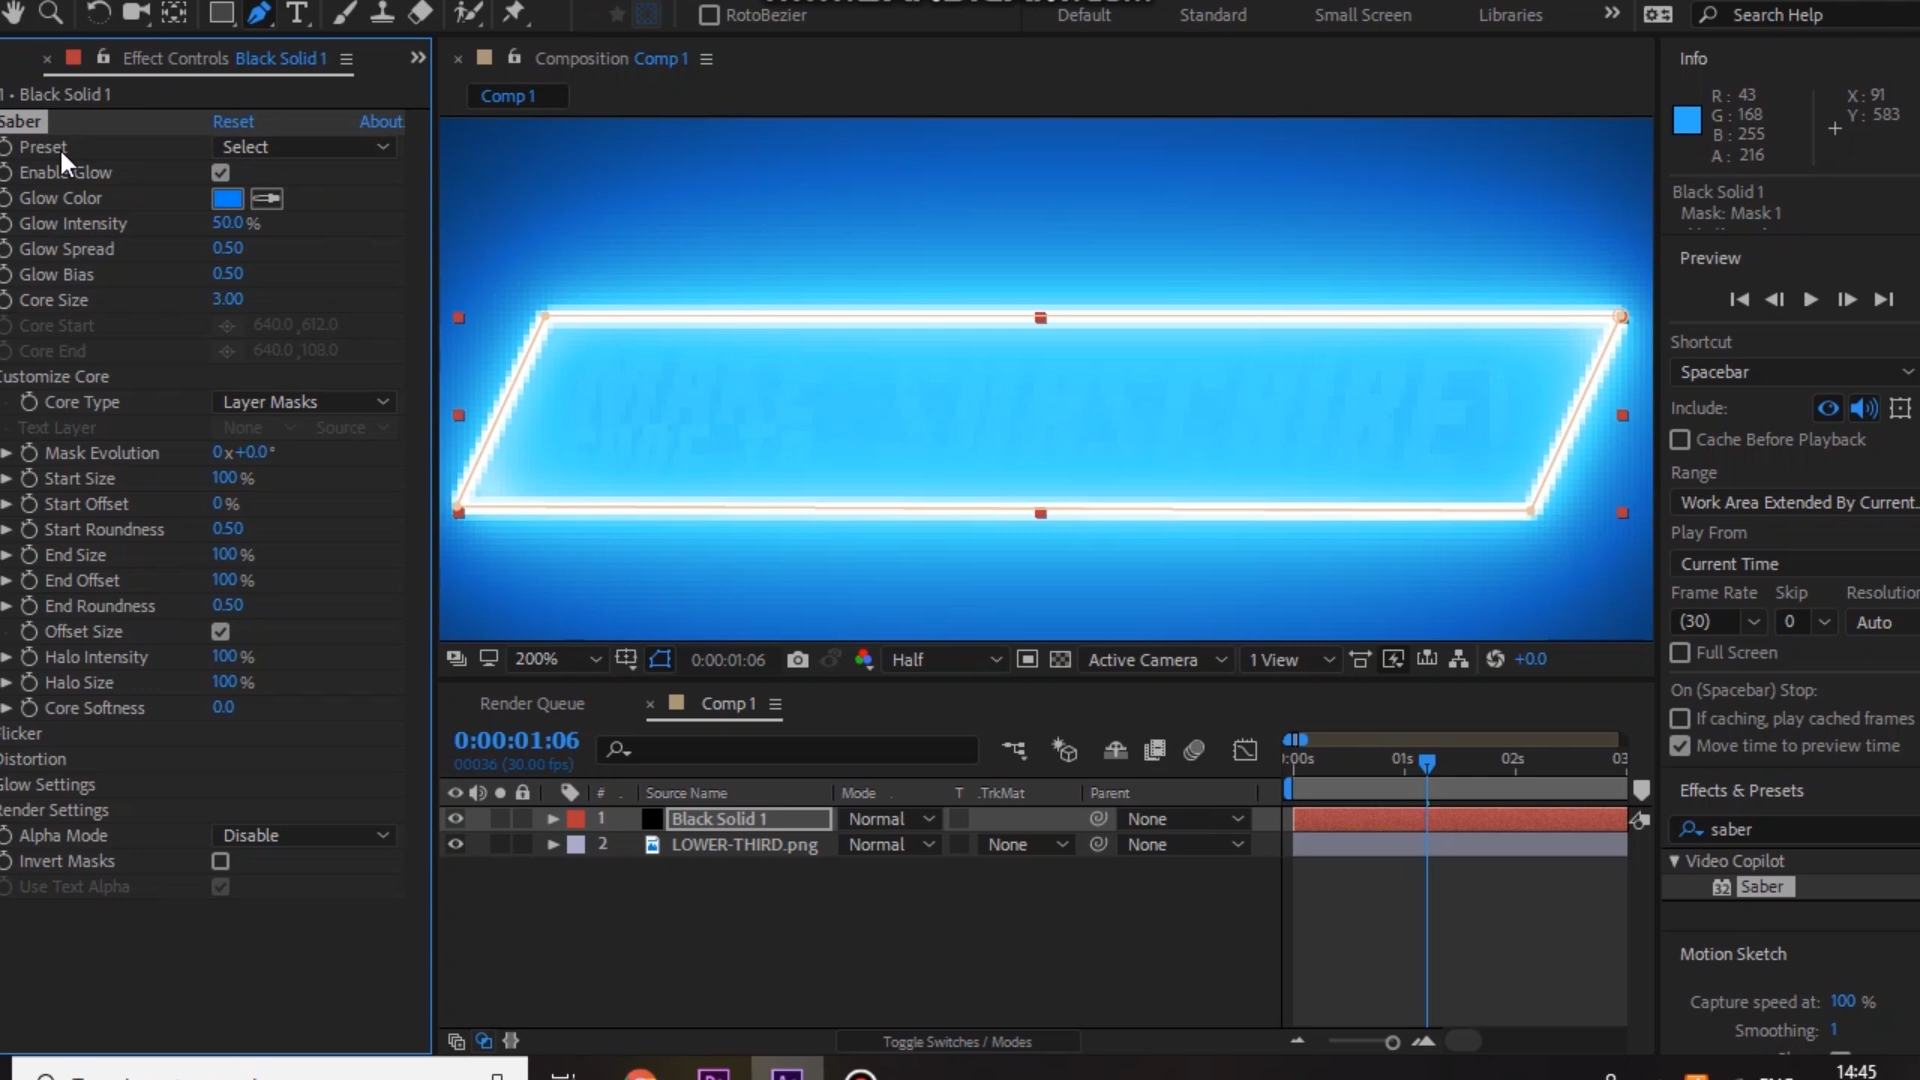 RotoBezier
Default
Standard
Small Screen
Libraries
Search Help
Effect Controls Black Solid 1
Composition Comp 1
Info
1 • Black Solid 1
Comp 1
R : 43
G : 168
B : 255
A : 216
X : 91
Y : 583
Saber
Reset
About.
Preset
Select
Enable Glow
Glow Color
Glow Intensity
50.0 %
Glow Spread
0.50
Glow Bias
0.50
Core Size
3.00
Core Start
640.0 ,612.0
Core End
640.0 ,108.0
Customize Core
Core Type
Layer Masks
Text Layer
None
Source
Mask Evolution
0x+0.0°
Start Size
100 %
Start Offset
0 %
Start Roundness
0.50
End Size
100 %
End Offset
100 %
End Roundness
0.50
Offset Size
Halo Intensity
100 %
Halo Size
100 %
Core Softness
0.0
Flicker
Distortion
Glow Settings
Render Settings
Alpha Mode
Disable
Invert Masks
Use Text Alpha
Black Solid 1
Mask: Mask 1
Preview
Shortcut
Spacebar
Include:
Cache Before Playback
Range
Work Area Extended By Current..
Play From
Current Time
Frame Rate
Skip
Resolution
(30)
0
Auto
Full Screen
On (Spacebar) Stop:
If caching, play cached frames
Move time to preview time
Effects & Presets
saber
Video Copilot
32 Saber
Motion Sketch
Capture speed at: 100 %
Smoothing: 1
200%
0:00:01:06
Half
Active Camera
1 View
+0.0
Render Queue
Comp 1
0:00:01:06
00036 (30.00 fps)
:00s
01s
02s
03
#
Source Name
Mode
T .TrkMat
Parent
1
Black Solid 1
Normal
None
2
LOWER-THIRD.png
Normal
None
None
Toggle Switches / Modes
14:45